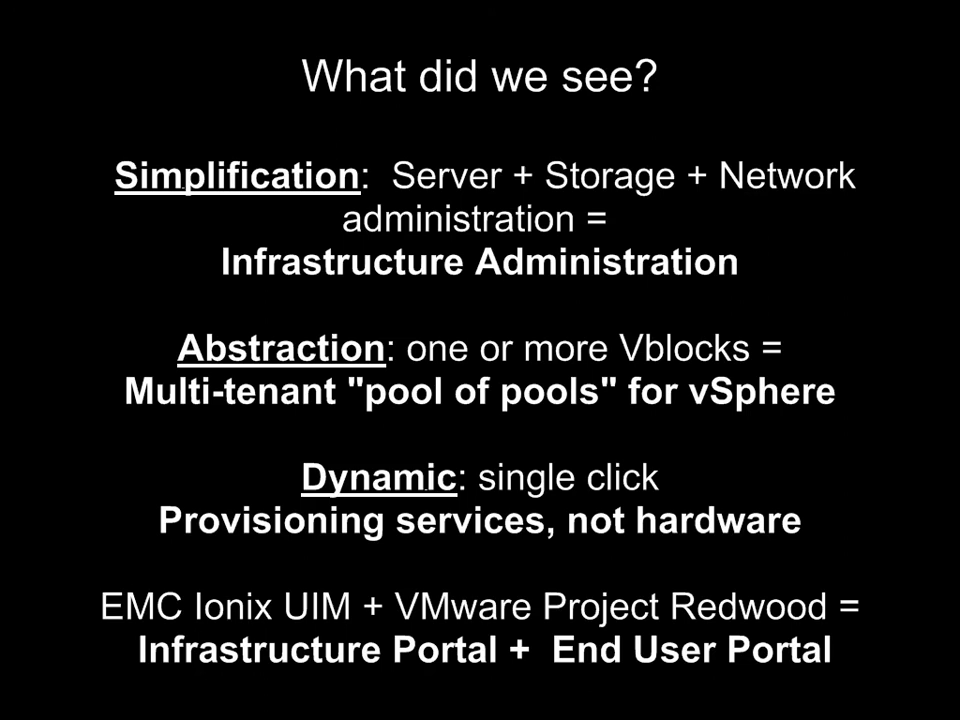 What did we see?
Simplification:  Server + Storage + Network
administration =
Infrastructure Administration
Abstraction: one or more Vblocks =
Multi-tenant "pool of pools" for vSphere
Dynamic: single click
Provisioning services, not hardware
EMC Ionix UIM + VMware Project Redwood =
Infrastructure Portal +  End User Portal